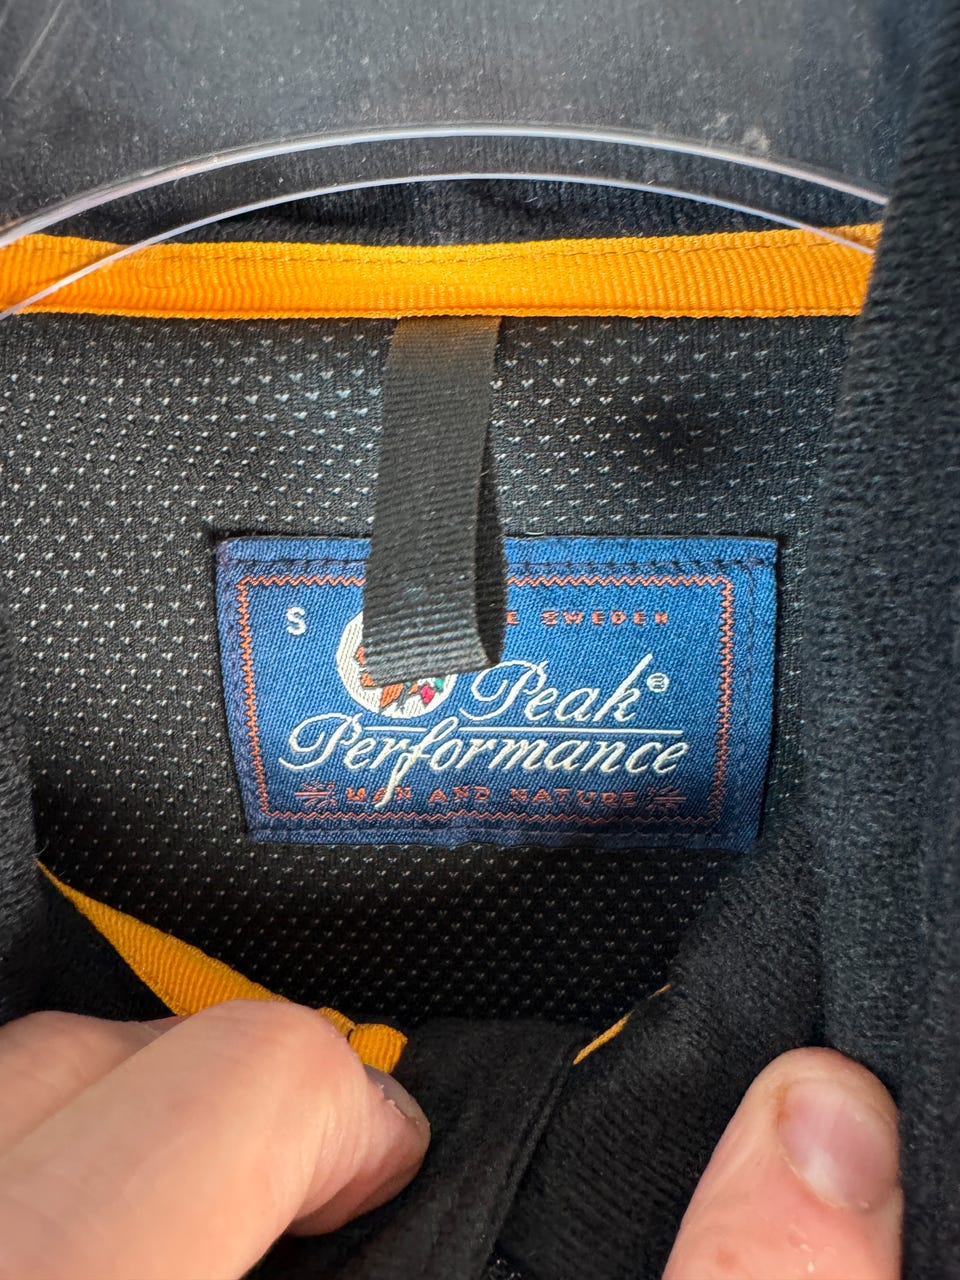 S
SWEDEN
Peak®
Performance
MAN AND NATURE